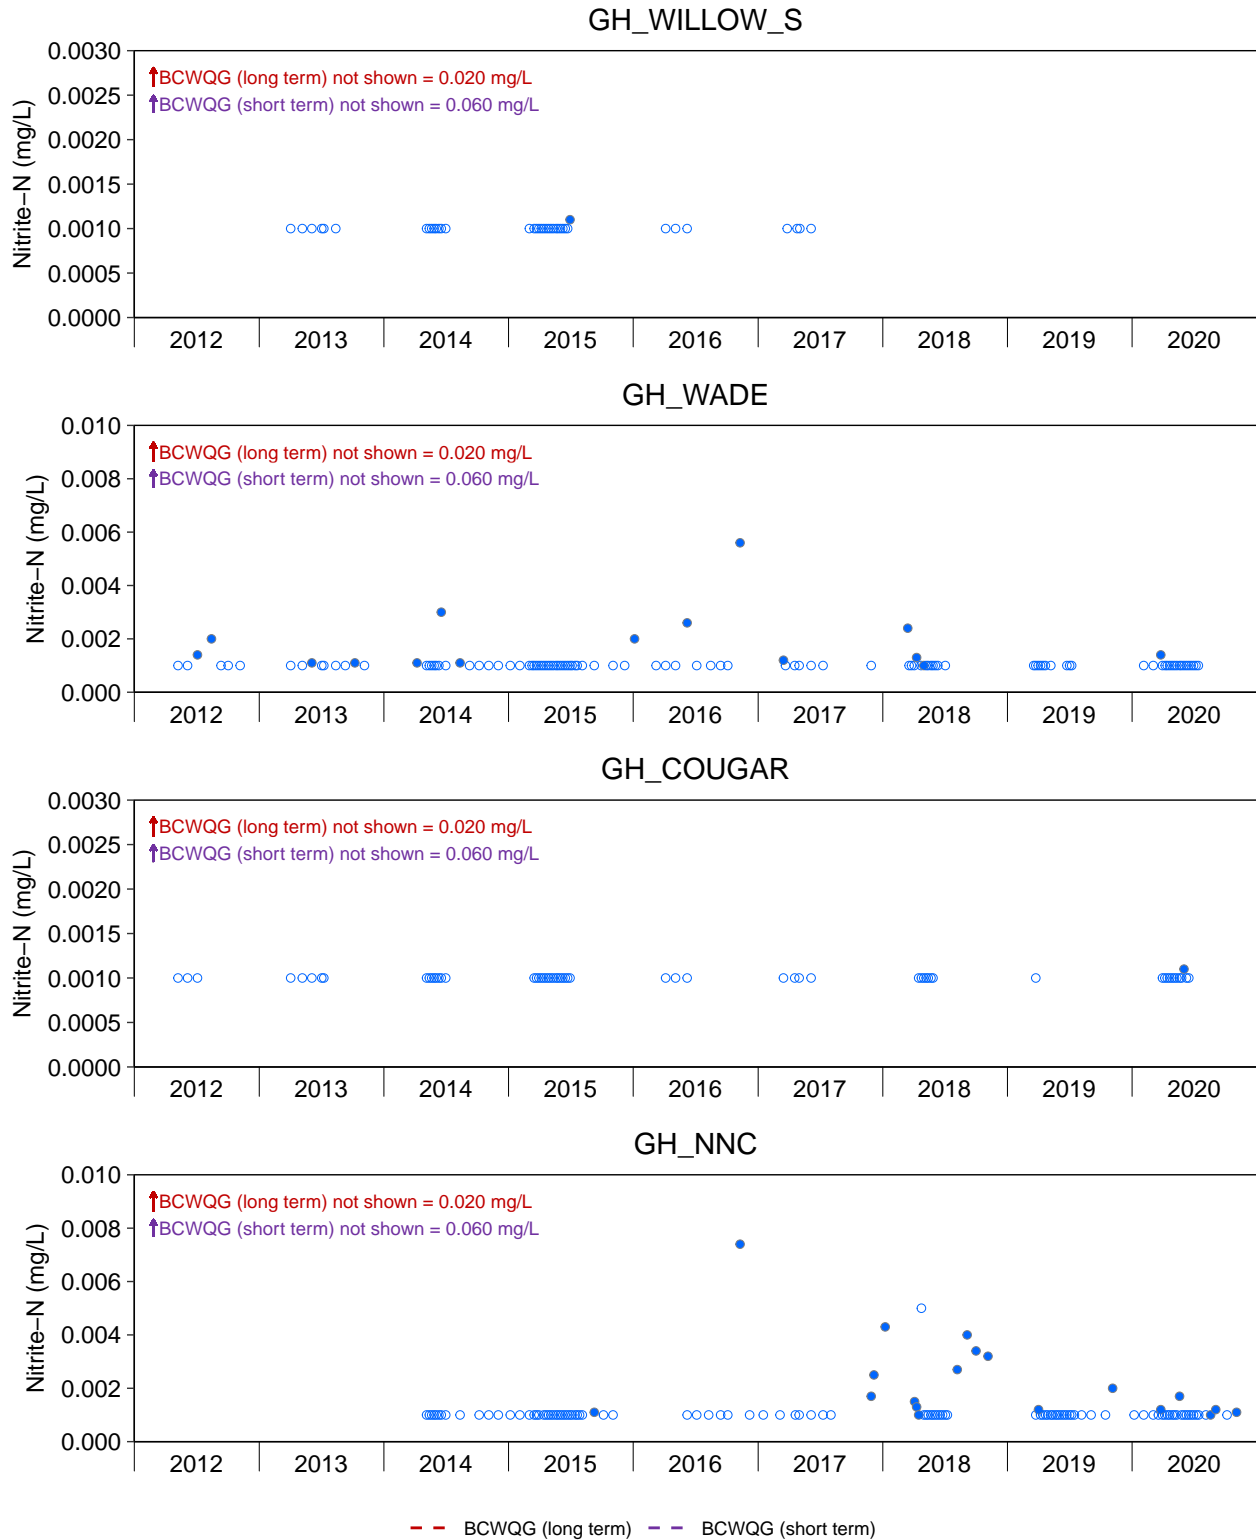 GH_WILLOW_S
Nitrite−N (mg/L)
0.0030
0.0025
0.0020
0.0015
0.0010
0.0005
0.0000
BCWQG (long term) not shown = 0.020 mg/L
BCWQG (short term) not shown = 0.060 mg/L
2012 2013 2014 2015 2016 2017 2018 2019 2020
GH_WADE
Nitrite−N (mg/L)
0.010
0.008
0.006
0.004
0.002
0.000
BCWQG (long term) not shown = 0.020 mg/L
BCWQG (short term) not shown = 0.060 mg/L
2012 2013 2014 2015 2016 2017 2018 2019 2020
GH_COUGAR
Nitrite−N (mg/L)
0.0030
0.0025
0.0020
0.0015
0.0010
0.0005
0.0000
BCWQG (long term) not shown = 0.020 mg/L
BCWQG (short term) not shown = 0.060 mg/L
2012 2013 2014 2015 2016 2017 2018 2019 2020
GH_NNC
Nitrite−N (mg/L)
0.010
0.008
0.006
0.004
0.002
0.000
BCWQG (long term) not shown = 0.020 mg/L
BCWQG (short term) not shown = 0.060 mg/L
2012 2013 2014 2015 2016 2017 2018 2019 2020
BCWQG (long term) BCWQG (short term)